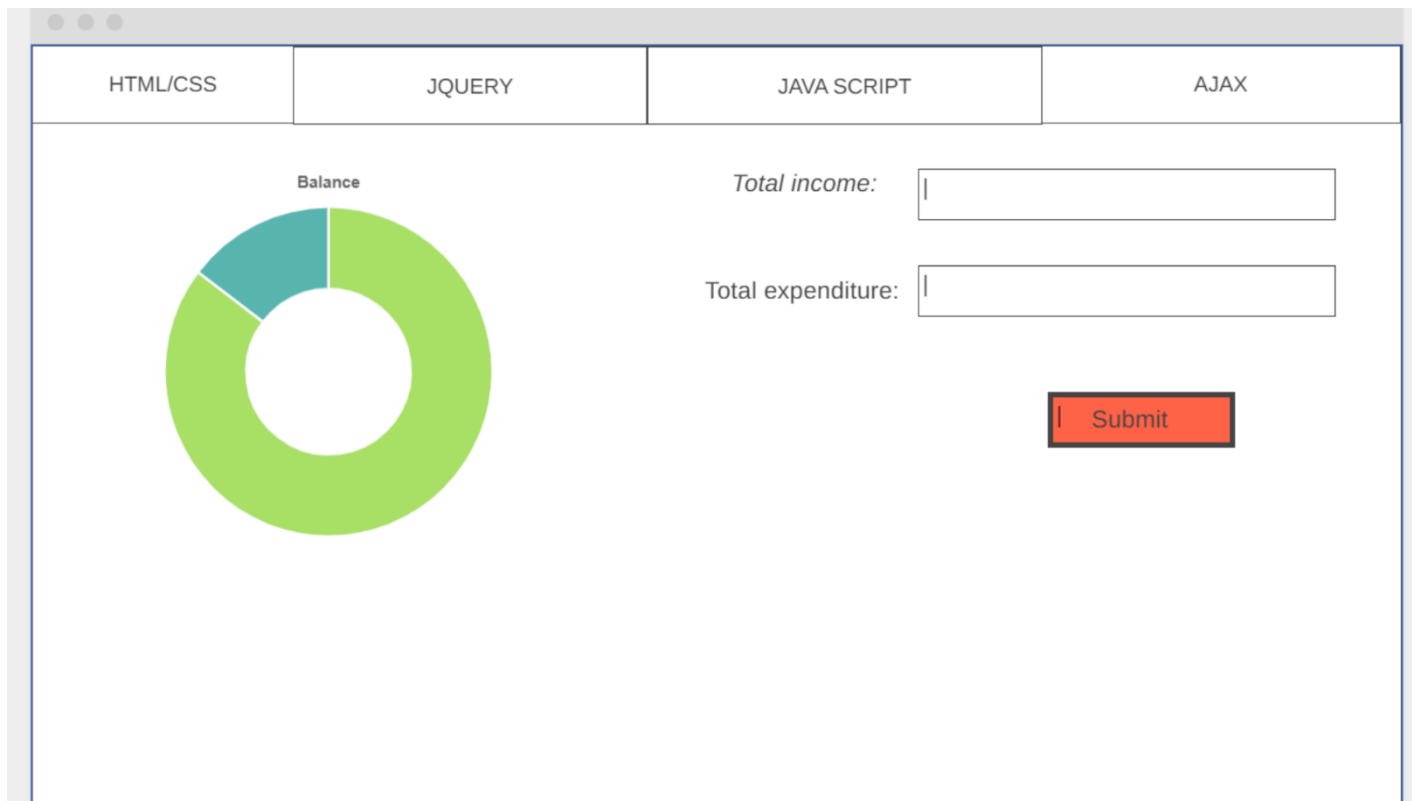 HTML/CSS
JQUERY
JAVA SCRIPT
AJAX
Balance
Total income:
Total expenditure:
Submit